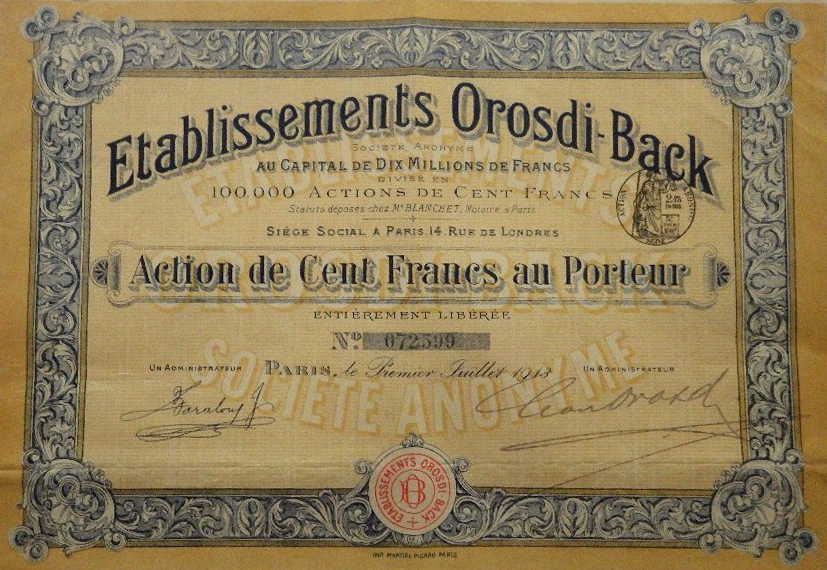 Etablissements Orosdi-Back
SOCIÉTÉ ANONYME
AU CAPITAL DE DIX MILLIONS DE FRANCS
DIVISÉ EN
100.000 ACTIONS DE CENT FRANCS
Statuts déposés chez Me BLANCHET, Notaire à Paris
SIÈGE SOCIAL À PARIS, 14, RUE DE LONDRES
Action de Cent Francs au Porteur
ENTIÈREMENT LIBÉRÉE
No. 072599
UN ADMINISTRATEUR
PARIS, le Premier Juillet 1913
UN ADMINISTRATEUR
ETABLISSEMENTS
OROSDI-BACK
SOCIÉTÉ ANONYME
ETABLISSEMENTS OROSDI-BACK
OB
IMP. MARCEL PICARD PARIS